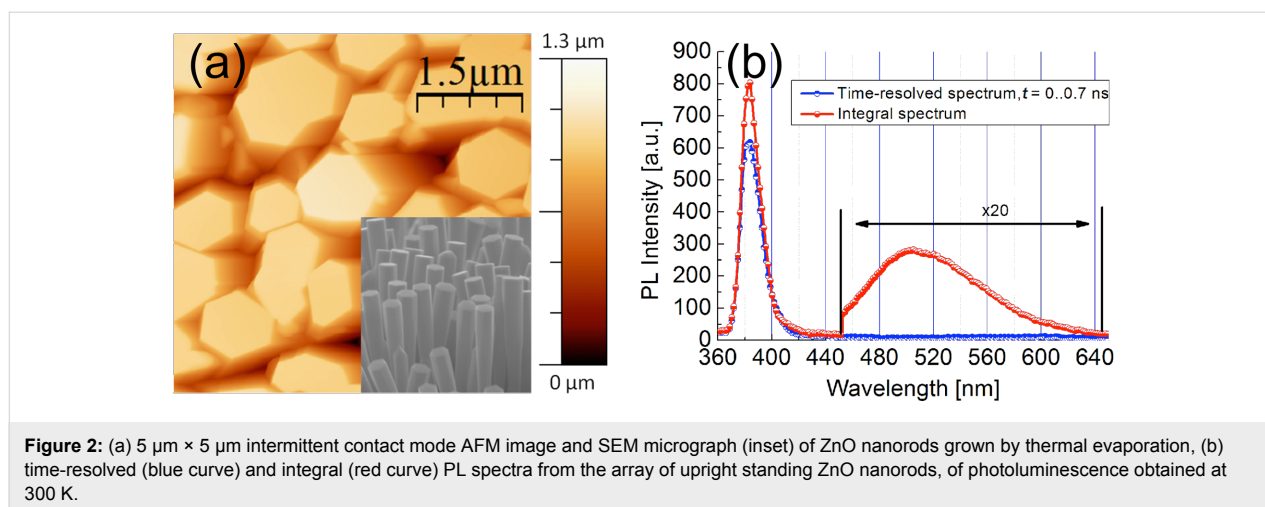 (a)
1.5µm
1.3 µm
0 µm
(b)
PL Intensity [a.u.]
900
800
700
600
500
400
300
200
100
0
Time-resolved spectrum, t = 0..0.7 ns
Integral spectrum
x20
360 400 440 480 520 560 600 640
Wavelength [nm]
Figure 2: (a) 5 µm × 5 µm intermittent contact mode AFM image and SEM micrograph (inset) of ZnO nanorods grown by thermal evaporation, (b)
time-resolved (blue curve) and integral (red curve) PL spectra from the array of upright standing ZnO nanorods, of photoluminescence obtained at
300 K.